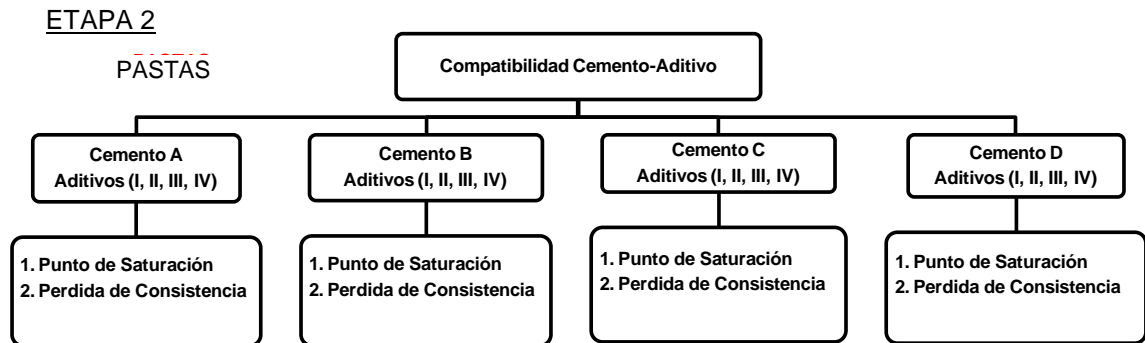 ETAPA 2
PASTAS
Compatibilidad Cemento-Aditivo
Cemento A
Aditivos (I, II, III, IV)
Cemento B
Aditivos (I, II, III, IV)
Cemento C
Aditivos (I, II, III, IV)
Cemento D
Aditivos (I, II, III, IV)
1. Punto de Saturación
2. Perdida de Consistencia
1. Punto de Saturación
2. Perdida de Consistencia
1. Punto de Saturación
2. Perdida de Consistencia
1. Punto de Saturación
2. Perdida de Consistencia